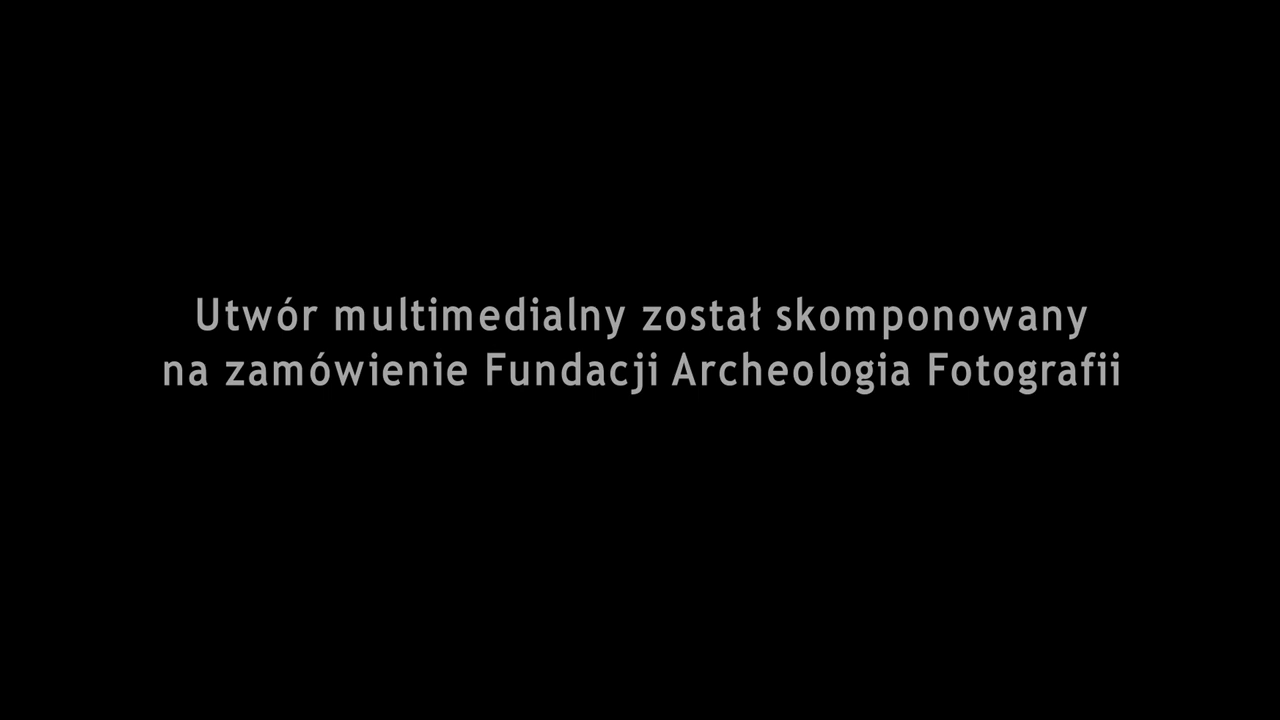 Utwór multimedialny został skomponowany
na zamówienie Fundacji Archeologia Fotografii